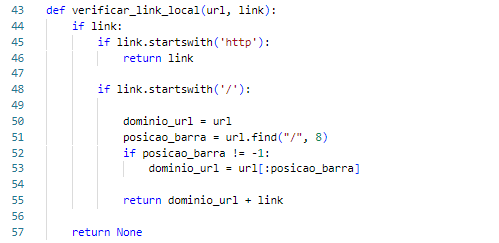 43 def verificar_link_local(url, link):
44     if link:
45         if link.startswith('http'):
46             return link
47
48         if link.startswith('/'):
49
50             dominio_url = url
51             posicao_barra = url.find("/", 8)
52             if posicao_barra != -1:
53                 dominio_url = url[:posicao_barra]
54
55             return dominio_url + link
56
57     return None